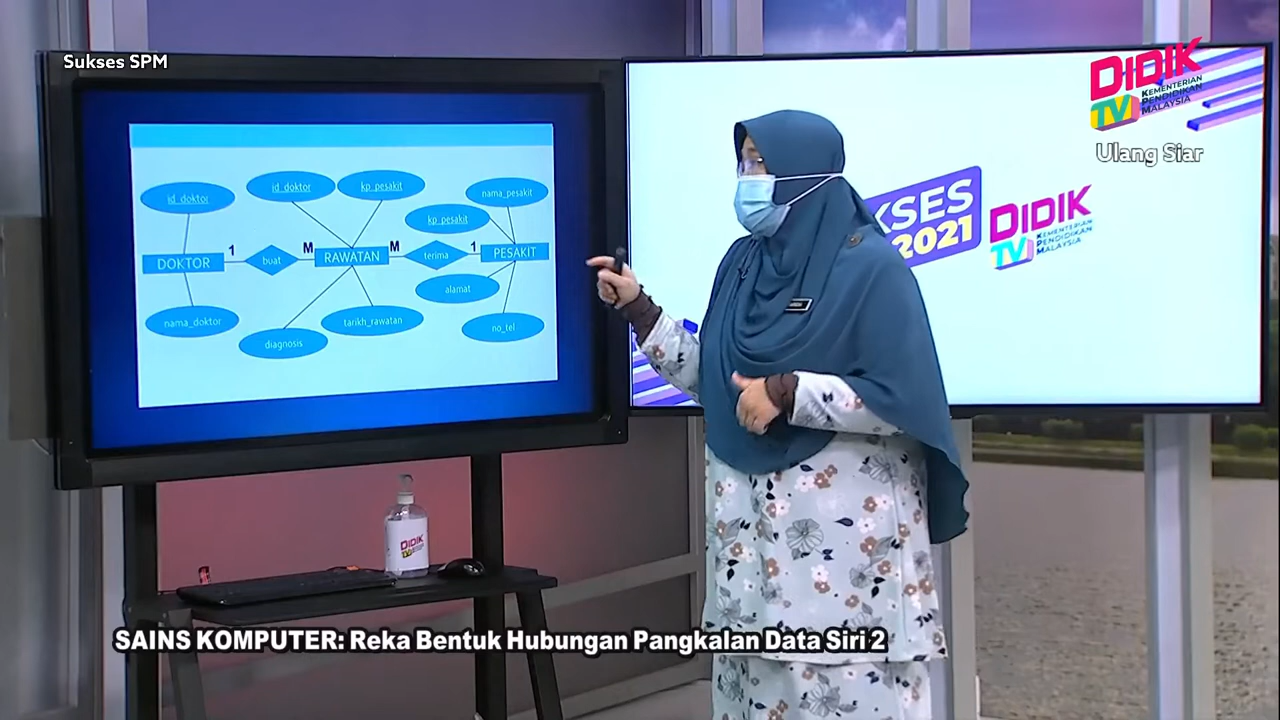 Sukses SPM
id_doktor
id_doktor
kp_pesakit
nama_pesakit
kp_pesakit
DOKTOR
1
buat
M
RAWATAN
M
terima
1
PESAKIT
alamat
nama_doktor
diagnosis
tarikh_rawatan
no_tel
KSES
2021
DIDIK
TV
KEMENTERIAN
PENDIDIKAN
MALAYSIA
DIDIK
TV
KEMENTERIAN
PENDIDIKAN
MALAYSIA
Ulang Siar
DIDIK
TV
SAINS KOMPUTER: Reka Bentuk Hubungan Pangkalan Data Siri 2